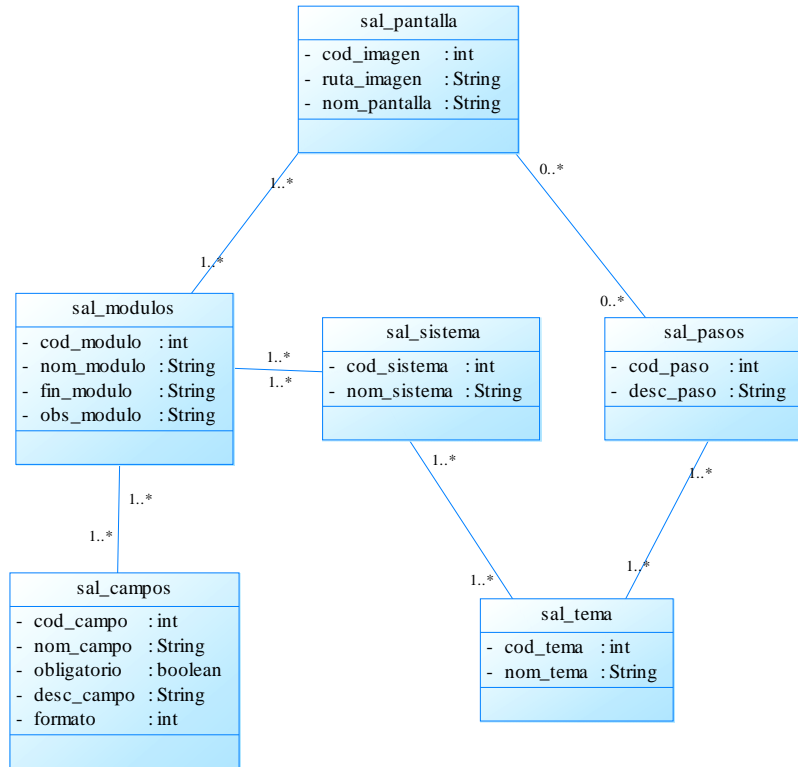 sal_pantalla
- cod_imagen : int
- ruta_imagen : String
- nom_pantalla : String
1..*
0..*
1..*
0..*
sal_modulos
- cod_modulo : int
- nom_modulo : String
- fin_modulo : String
- obs_modulo : String
1..*
1..*
sal_sistema
- cod_sistema : int
- nom_sistema : String
sal_pasos
- cod_paso : int
- desc_paso : String
1..*
1..*
1..*
1..*
1..*
1..*
sal_campos
- cod_campo : int
- nom_campo : String
- obligatorio : boolean
- desc_campo : String
- formato : int
sal_tema
- cod_tema : int
- nom_tema : String